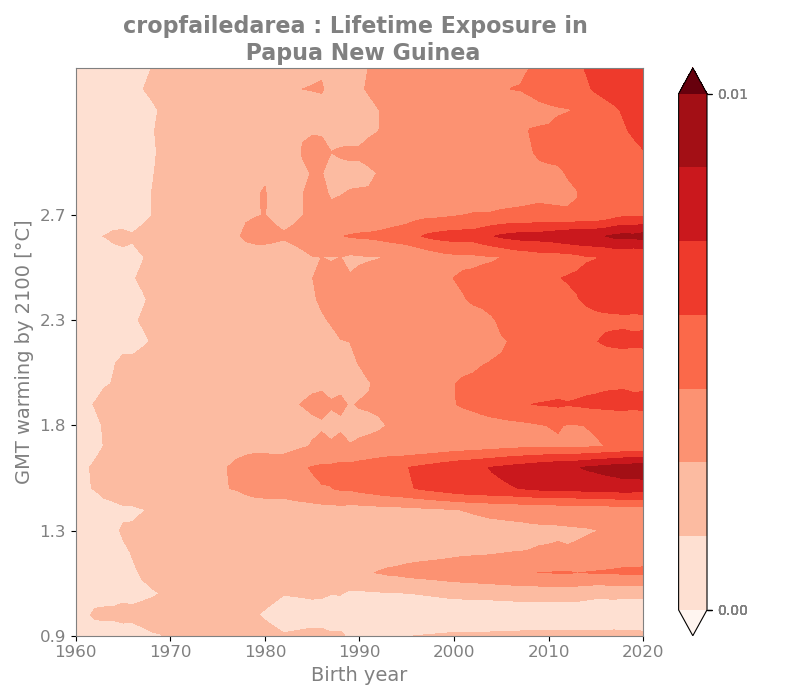 cropfailedarea : Lifetime Exposure in
Papua New Guinea
GMT warming by 2100 [°C]
2.7
2.3
1.8
1.3
0.9
1960 1970 1980 1990 2000 2010 2020
Birth year
0.01
0.00